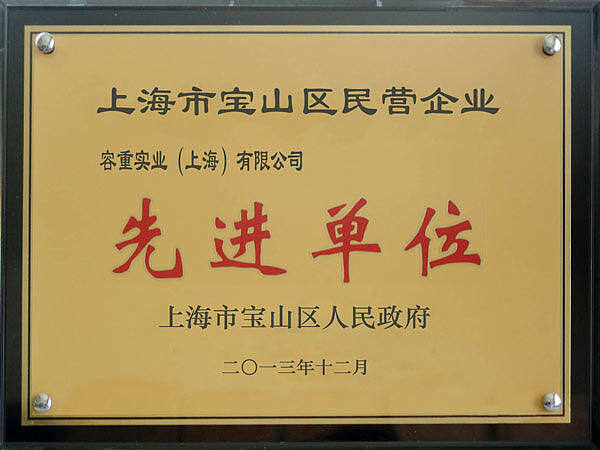 上海市宝山区民营企业
容重实业（上海）有限公司
先进单位
上海市宝山区人民政府
二〇一三年十二月